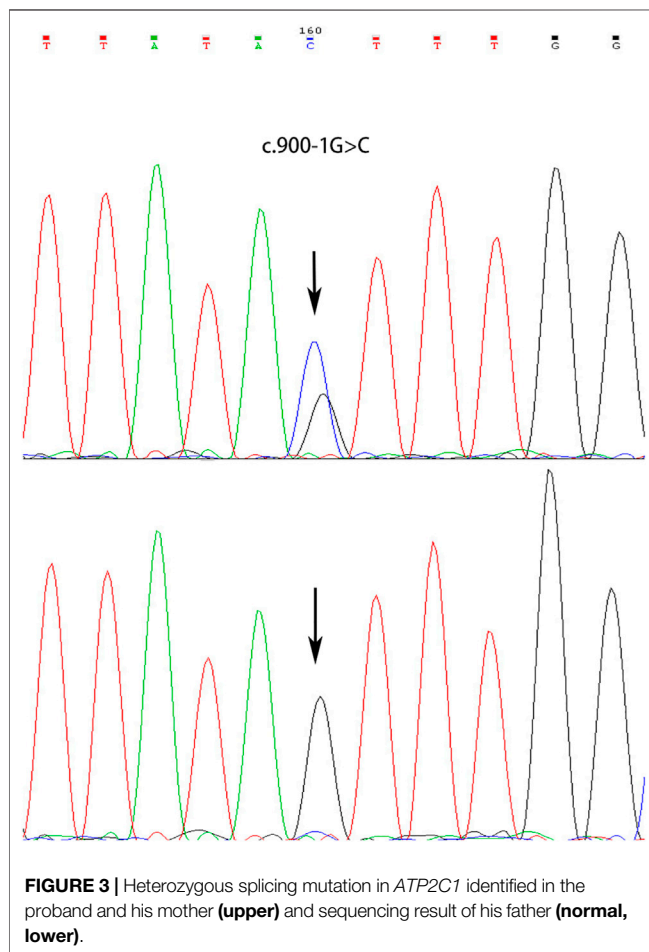 160
T T A T A C T T T G G
c.900-1G>C
FIGURE 3 | Heterozygous splicing mutation in ATP2C1 identified in the
proband and his mother (upper) and sequencing result of his father (normal,
lower).